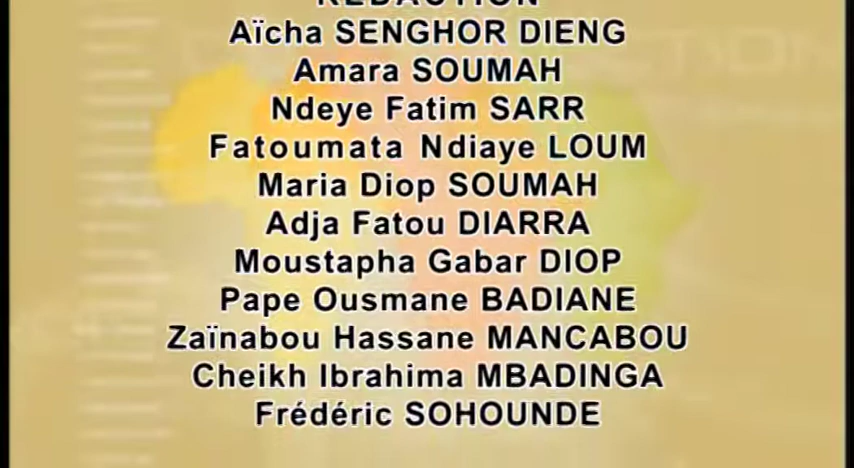 REDACTION
Aïcha SENGHOR DIENG
Amara SOUMAH
Ndeye Fatim SARR
Fatoumata Ndiaye LOUM
Maria Diop SOUMAH
Adja Fatou DIARRA
Moustapha Gabar DIOP
Pape Ousmane BADIANE
Zaïnabou Hassane MANCABOU
Cheikh Ibrahima MBADINGA
Frédéric SOHOUNDE